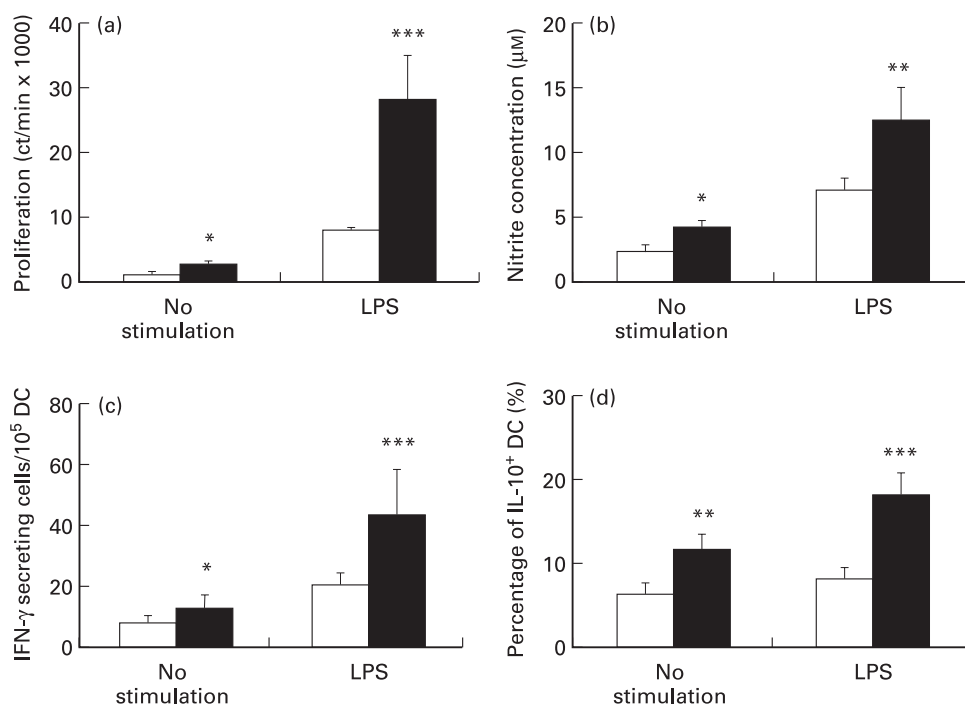 Proliferation (ct/min x 1000)
40
30
20
10
0
(a)
*
***
No
stimulation
LPS
Nitrite concentration (μM)
20
15
10
5
0
(b)
*
**
No
stimulation
LPS
IFN-γ secreting cells/10⁵ DC
80
60
40
20
0
(c)
*
***
No
stimulation
LPS
Percentage of IL-10⁺ DC (%)
30
20
10
0
(d)
**
***
No
stimulation
LPS